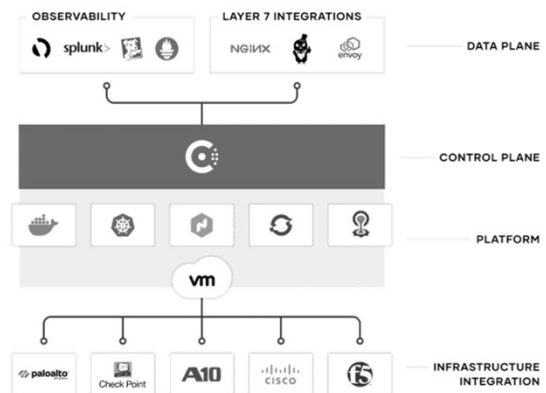 OBSERVABILITY
LAYER 7 INTEGRATIONS
DATA PLANE
splunk>
NGINX
envoy
CONTROL PLANE
PLATFORM
vm
paloalto
Check Point
A10
CISCO
f5
INFRASTRUCTURE
INTEGRATION